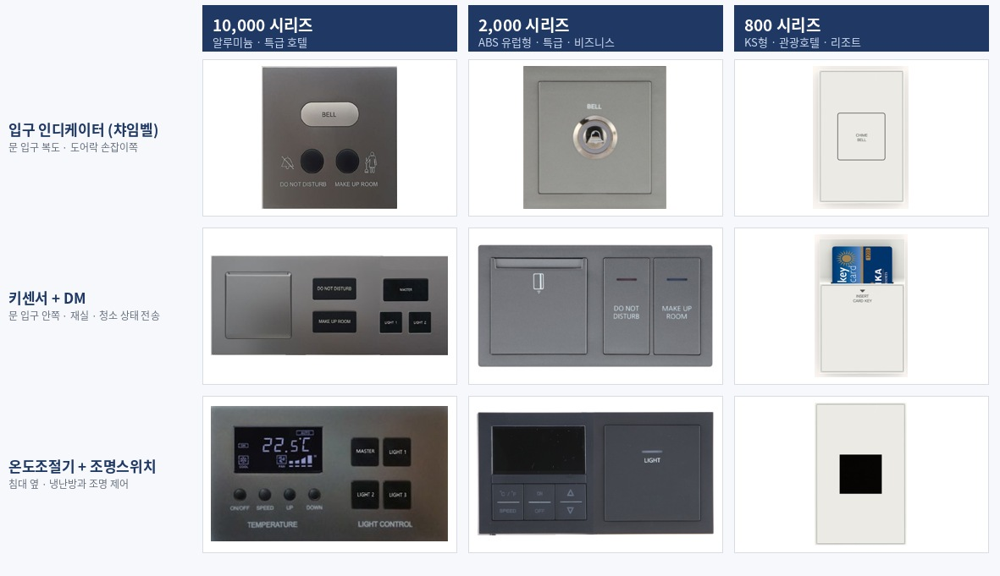 10,000 시리즈
알루미늄 · 특급 호텔
2,000 시리즈
ABS 유럽형 · 특급 · 비즈니스
800 시리즈
KS형 · 관광호텔 · 리조트
입구 인디케이터 (챠임벨)
문 입구 복도 · 도어락 손잡이쪽
BELL
DO NOT DISTURB
MAKE UP ROOM
BELL
CHIME
BELL
키센서 + DM
문 입구 안쪽 · 재실 · 청소 상태 전송
DO NOT DISTURB
MASTER
MAKE UP ROOM
LIGHT 1
LIGHT 2
DO NOT
DISTURB
MAKE UP
ROOM
key
card
INSERT
CARD KEY
온도조절기 + 조명스위치
침대 옆 · 냉난방과 조명 제어
AUTO
22.5℃
MASTER
LIGHT 1
LIGHT 2
LIGHT 3
ON/OFF
SPEED
UP
DOWN
TEMPERATURE
LIGHT CONTROL
LIGHT
℃ / ℉
ON
SPEED
OFF